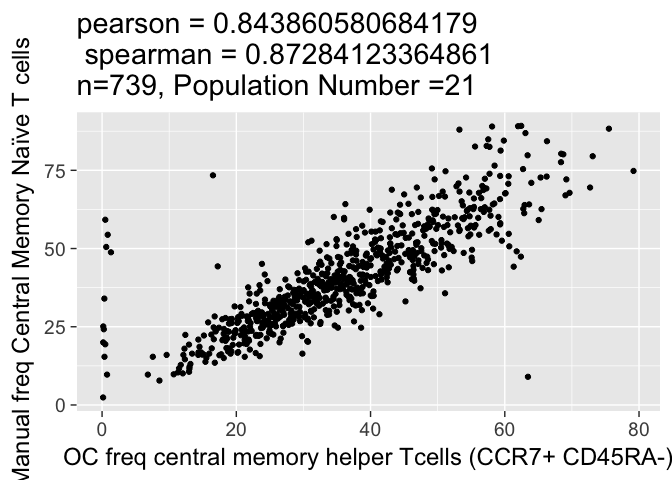 pearson = 0.843860580684179
spearman = 0.87284123364861
n=739, Population Number =21
Manual freq Central Memory Naïve T cells
75
50
25
0
0 20 40 60 80
OC freq central memory helper Tcells (CCR7+ CD45RA-)